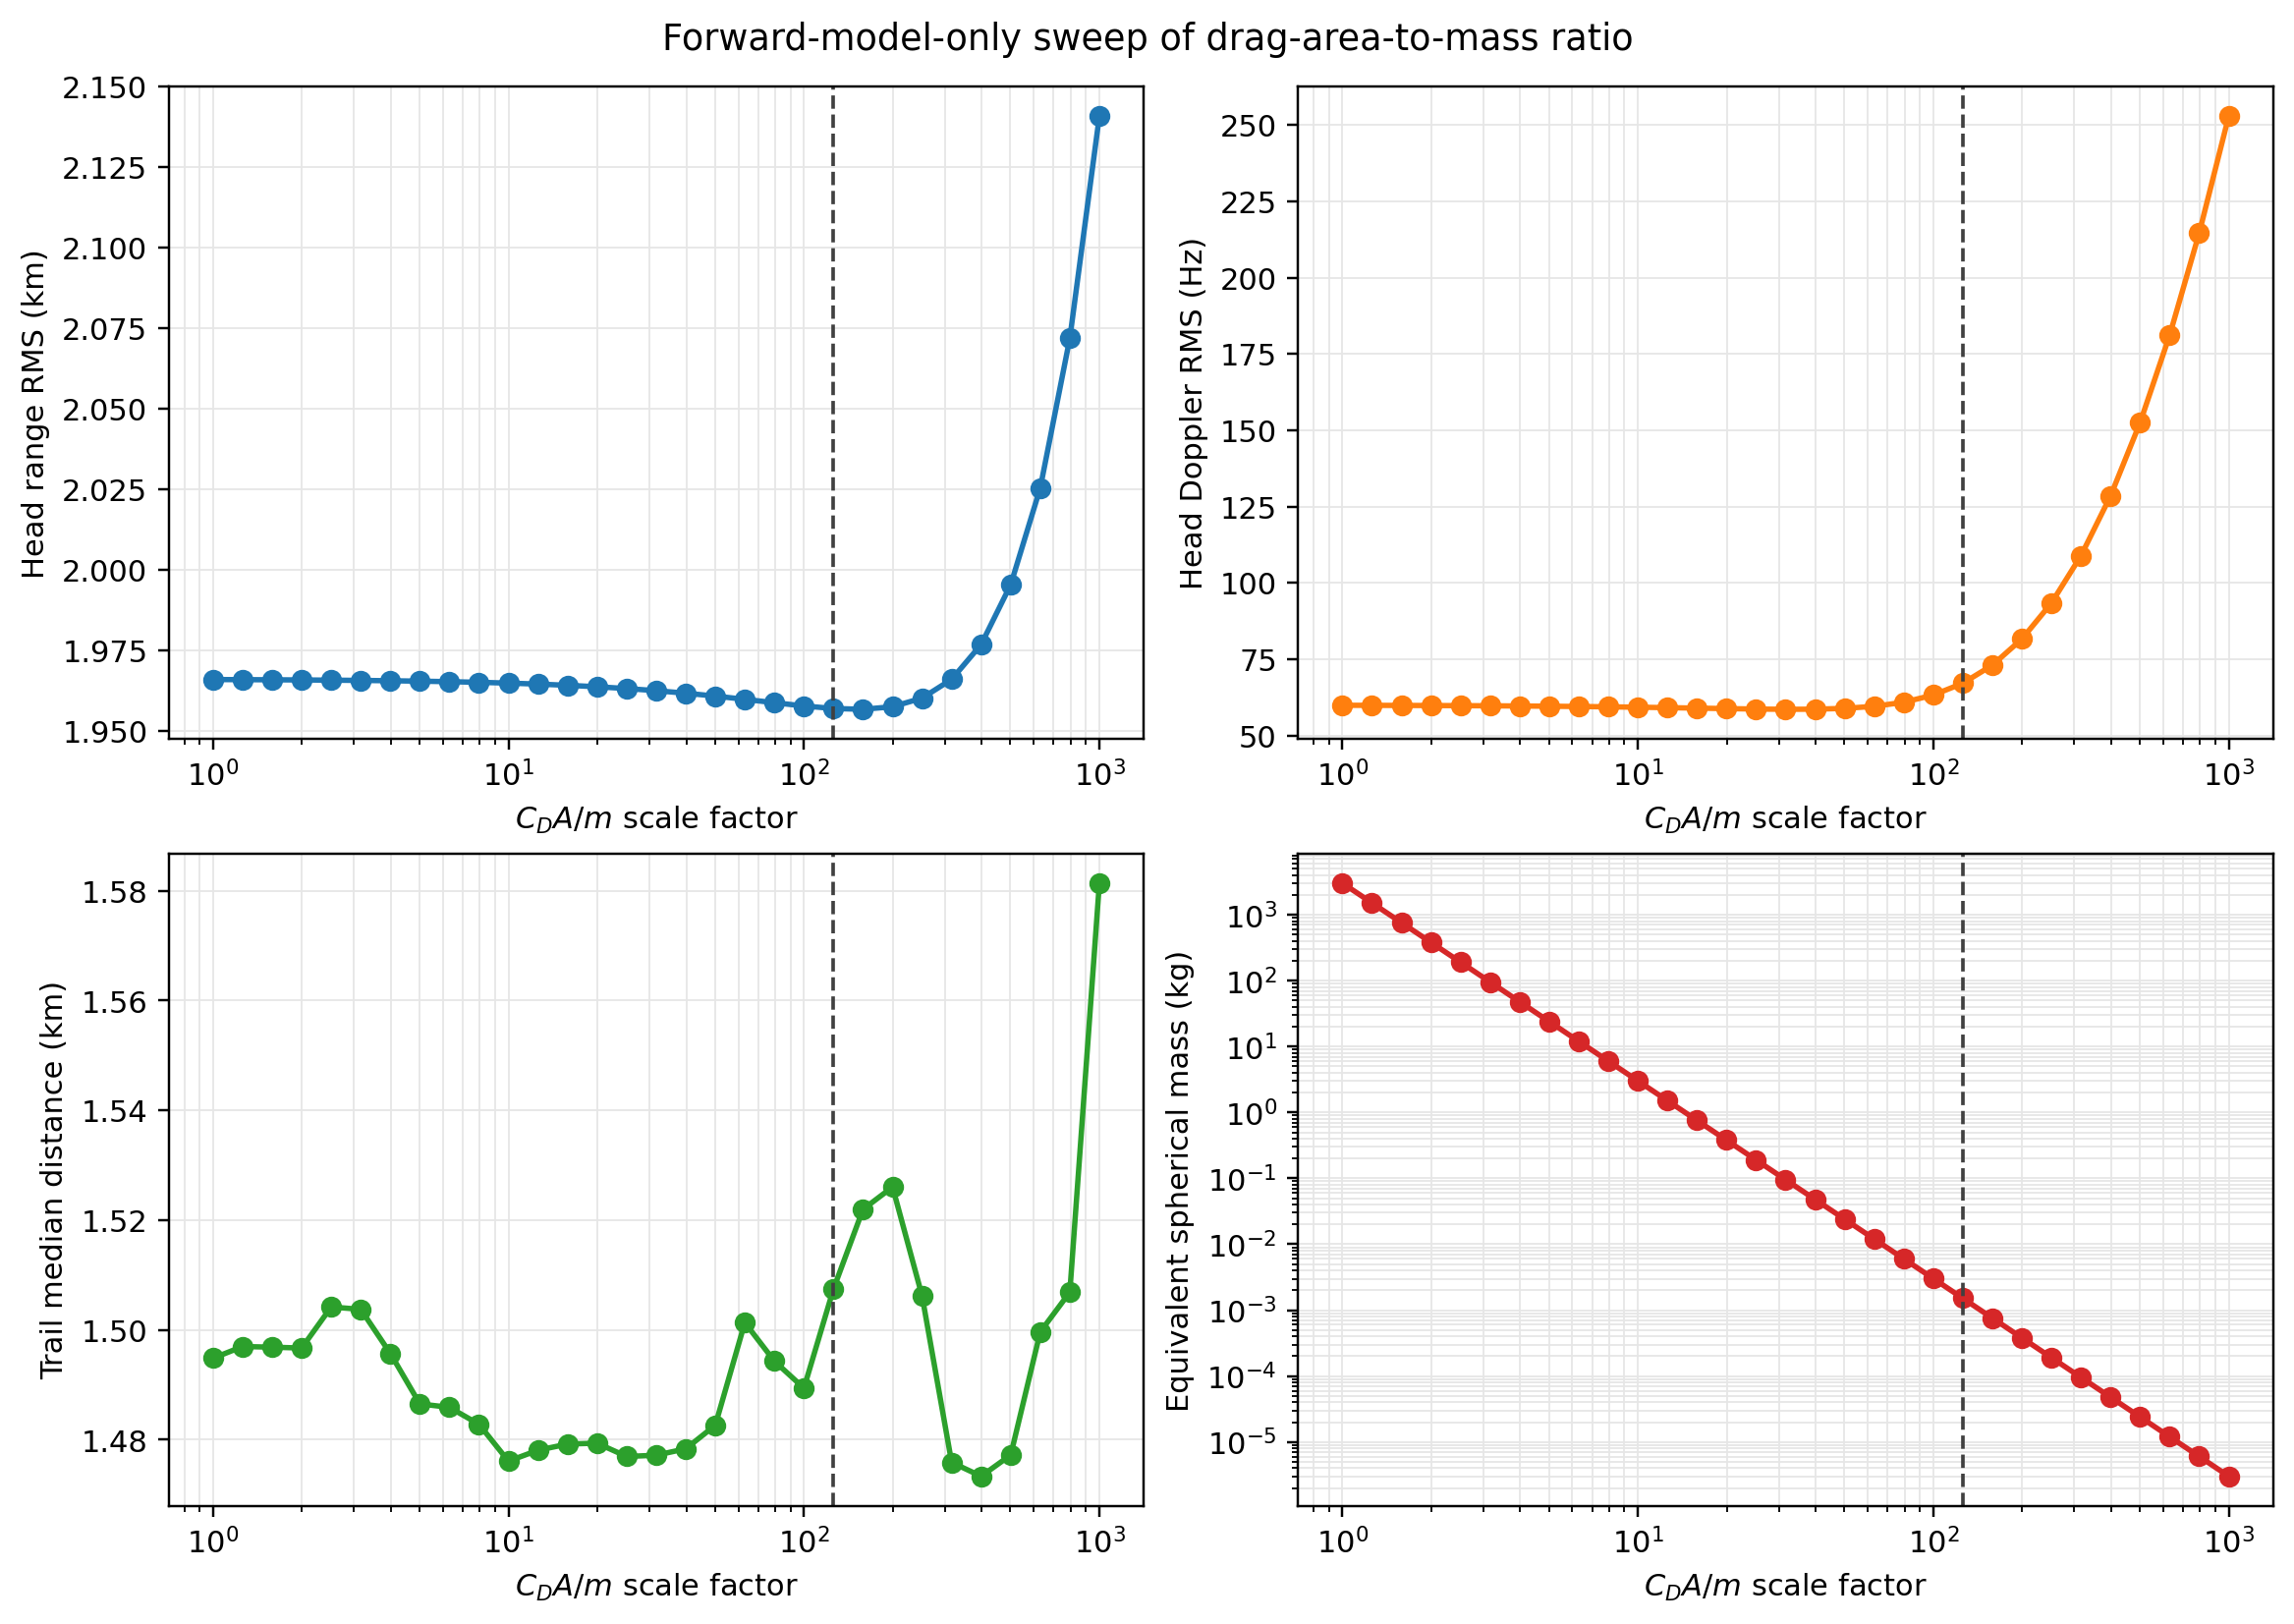 Forward-model-only sweep of drag-area-to-mass ratio
Head range RMS (km)
2.150
2.125
2.100
2.075
2.050
2.025
2.000
1.975
1.950
10⁰ 10¹ 10² 10³
C_D A/m scale factor
Head Doppler RMS (Hz)
250
225
200
175
150
125
100
75
50
10⁰ 10¹ 10² 10³
C_D A/m scale factor
Trail median distance (km)
1.58
1.56
1.54
1.52
1.50
1.48
10⁰ 10¹ 10² 10³
C_D A/m scale factor
Equivalent spherical mass (kg)
10³
10²
10¹
10⁰
10⁻¹
10⁻²
10⁻³
10⁻⁴
10⁻⁵
10⁰ 10¹ 10² 10³
C_D A/m scale factor